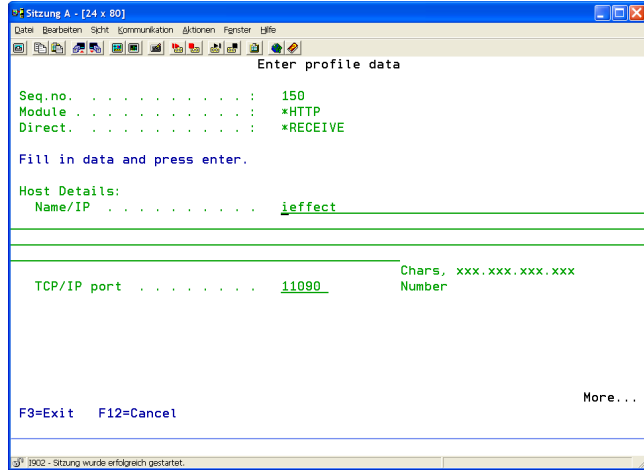 Sitzung A - [24 x 80]
Datei Bearbeiten Sicht Kommunikation Aktionen Fenster Hilfe
Enter profile data
Seq.no. . . . . . . . . . . : 150
Module . . . . . . . . . . . : *HTTP
Direct. . . . . . . . . . . : *RECEIVE
Fill in data and press enter.
Host Details:
Name/IP . . . . . . . . . . ieffect
Chars, xxx.xxx.xxx.xxx
TCP/IP port . . . . . . . . 11090 Number
More...
F3=Exit F12=Cancel
I902 - Sitzung wurde erfolgreich gestartet.